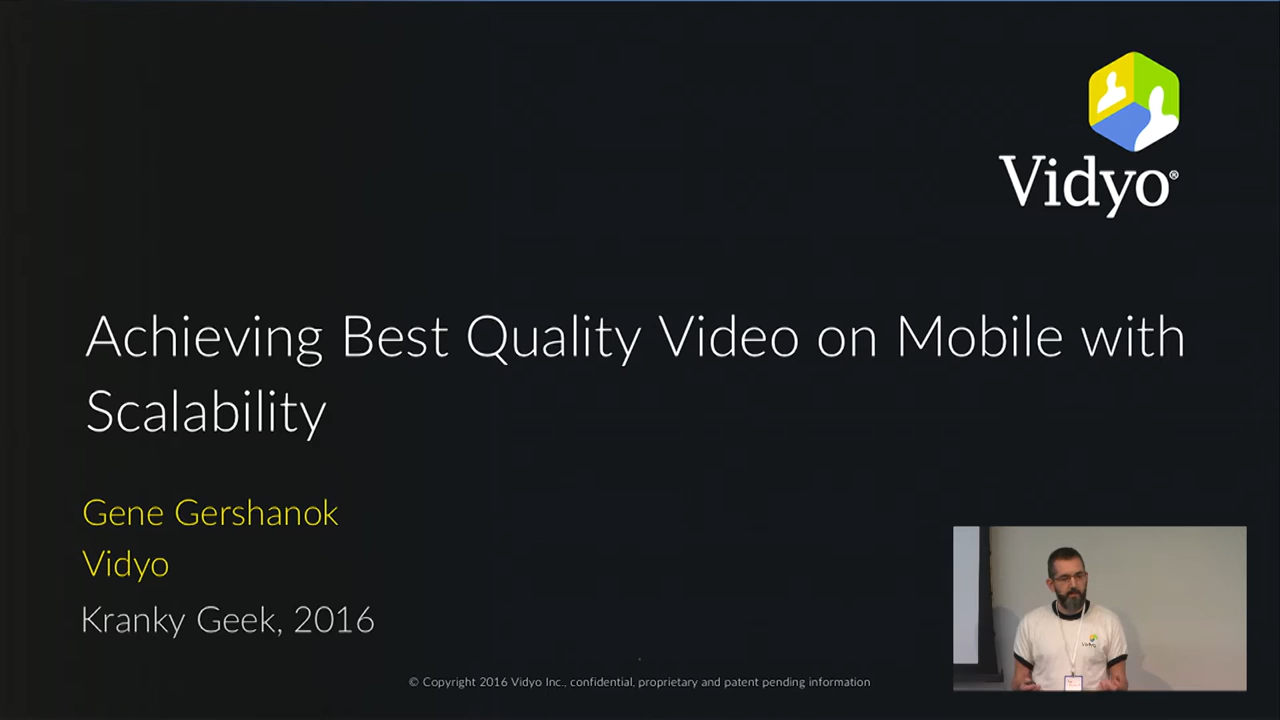 Vidyo®
Achieving Best Quality Video on Mobile with
Scalability
Gene Gershanok
Vidyo
Kranky Geek, 2016
Vidyo
© Copyright 2016 Vidyo Inc., confidential, proprietary and patent pending information